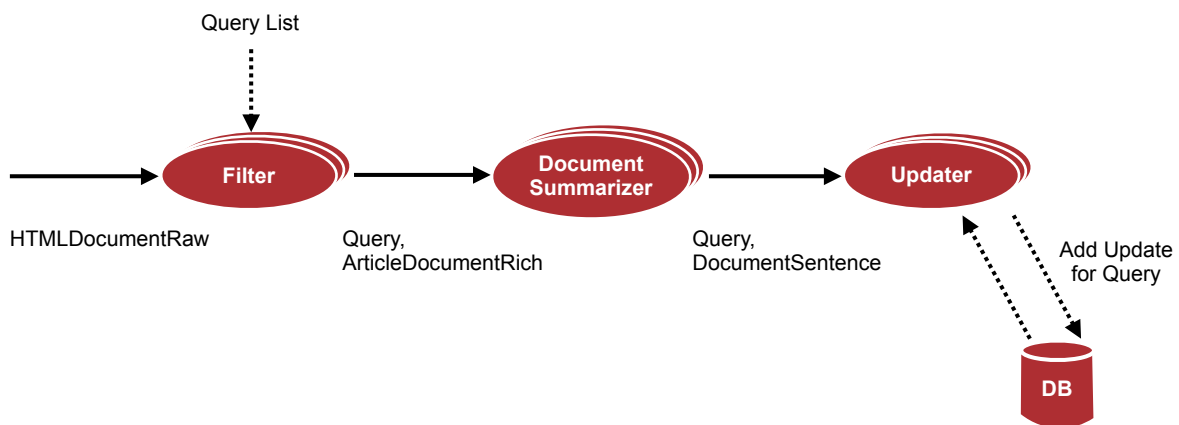 Query List
Filter
Document
Summarizer
Updater
HTMLDocumentRaw
Query,
ArticleDocumentRich
Query,
DocumentSentence
Add Update
for Query
DB